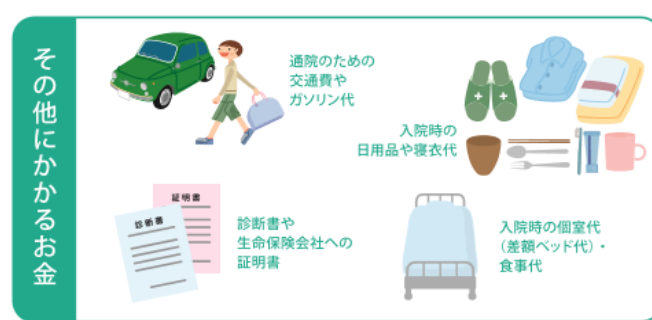 その他にかかるお金
通院のための
交通費や
ガソリン代
入院時の
日用品や寝衣代
証明書
診断書
診断書や
生命保険会社への
証明書
入院時の個室代
（差額ベッド代）・
食事代